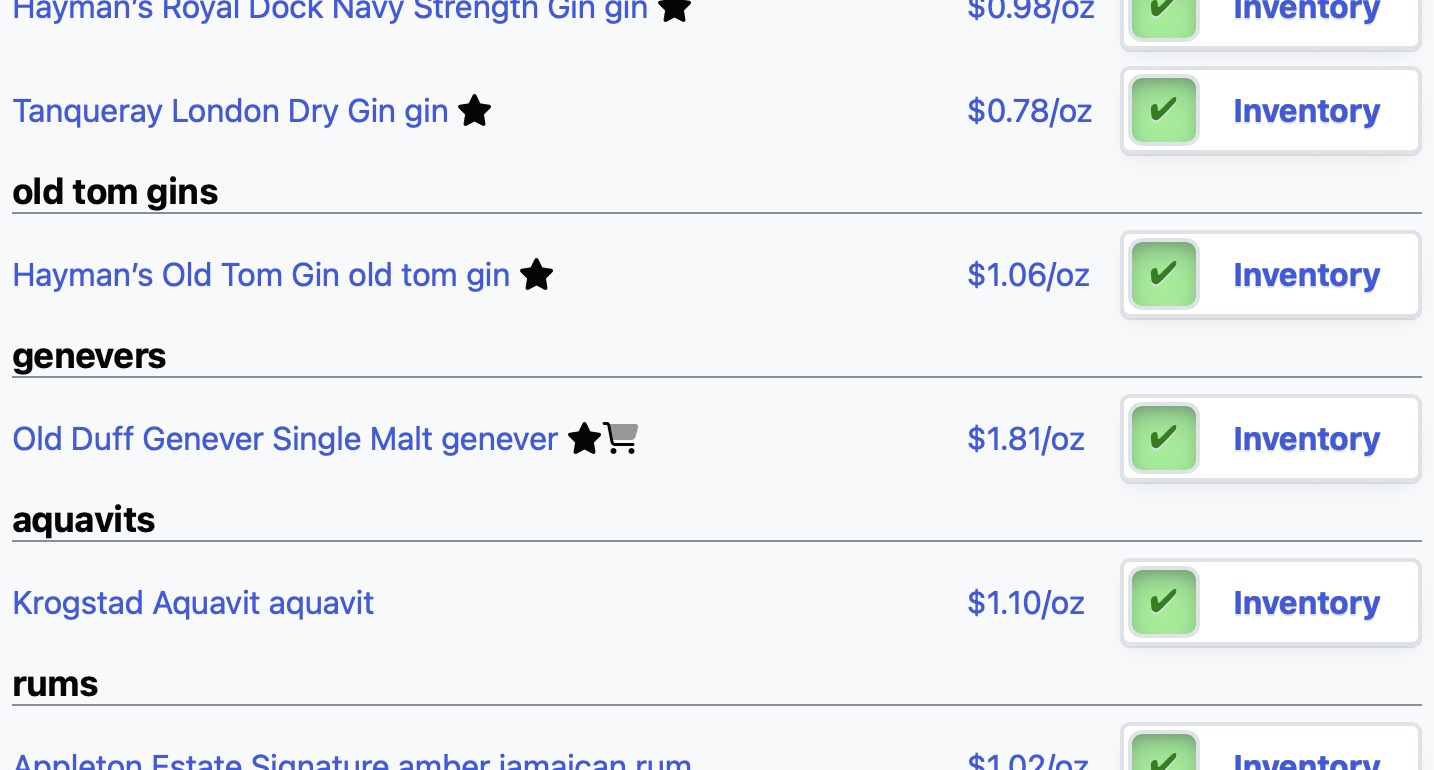 Hayman's Royal Dock Navy Strength Gin gin $0.98/oz ✔ Inventory
Tanqueray London Dry Gin gin $0.78/oz ✔ Inventory
old tom gins
Hayman’s Old Tom Gin old tom gin $1.06/oz ✔ Inventory
genevers
Old Duff Genever Single Malt genever $1.81/oz ✔ Inventory
aquavits
Krogstad Aquavit aquavit $1.10/oz ✔ Inventory
rums
Appleton Estate Signature amber jamaican rum $1.02/oz ✔ Inventory